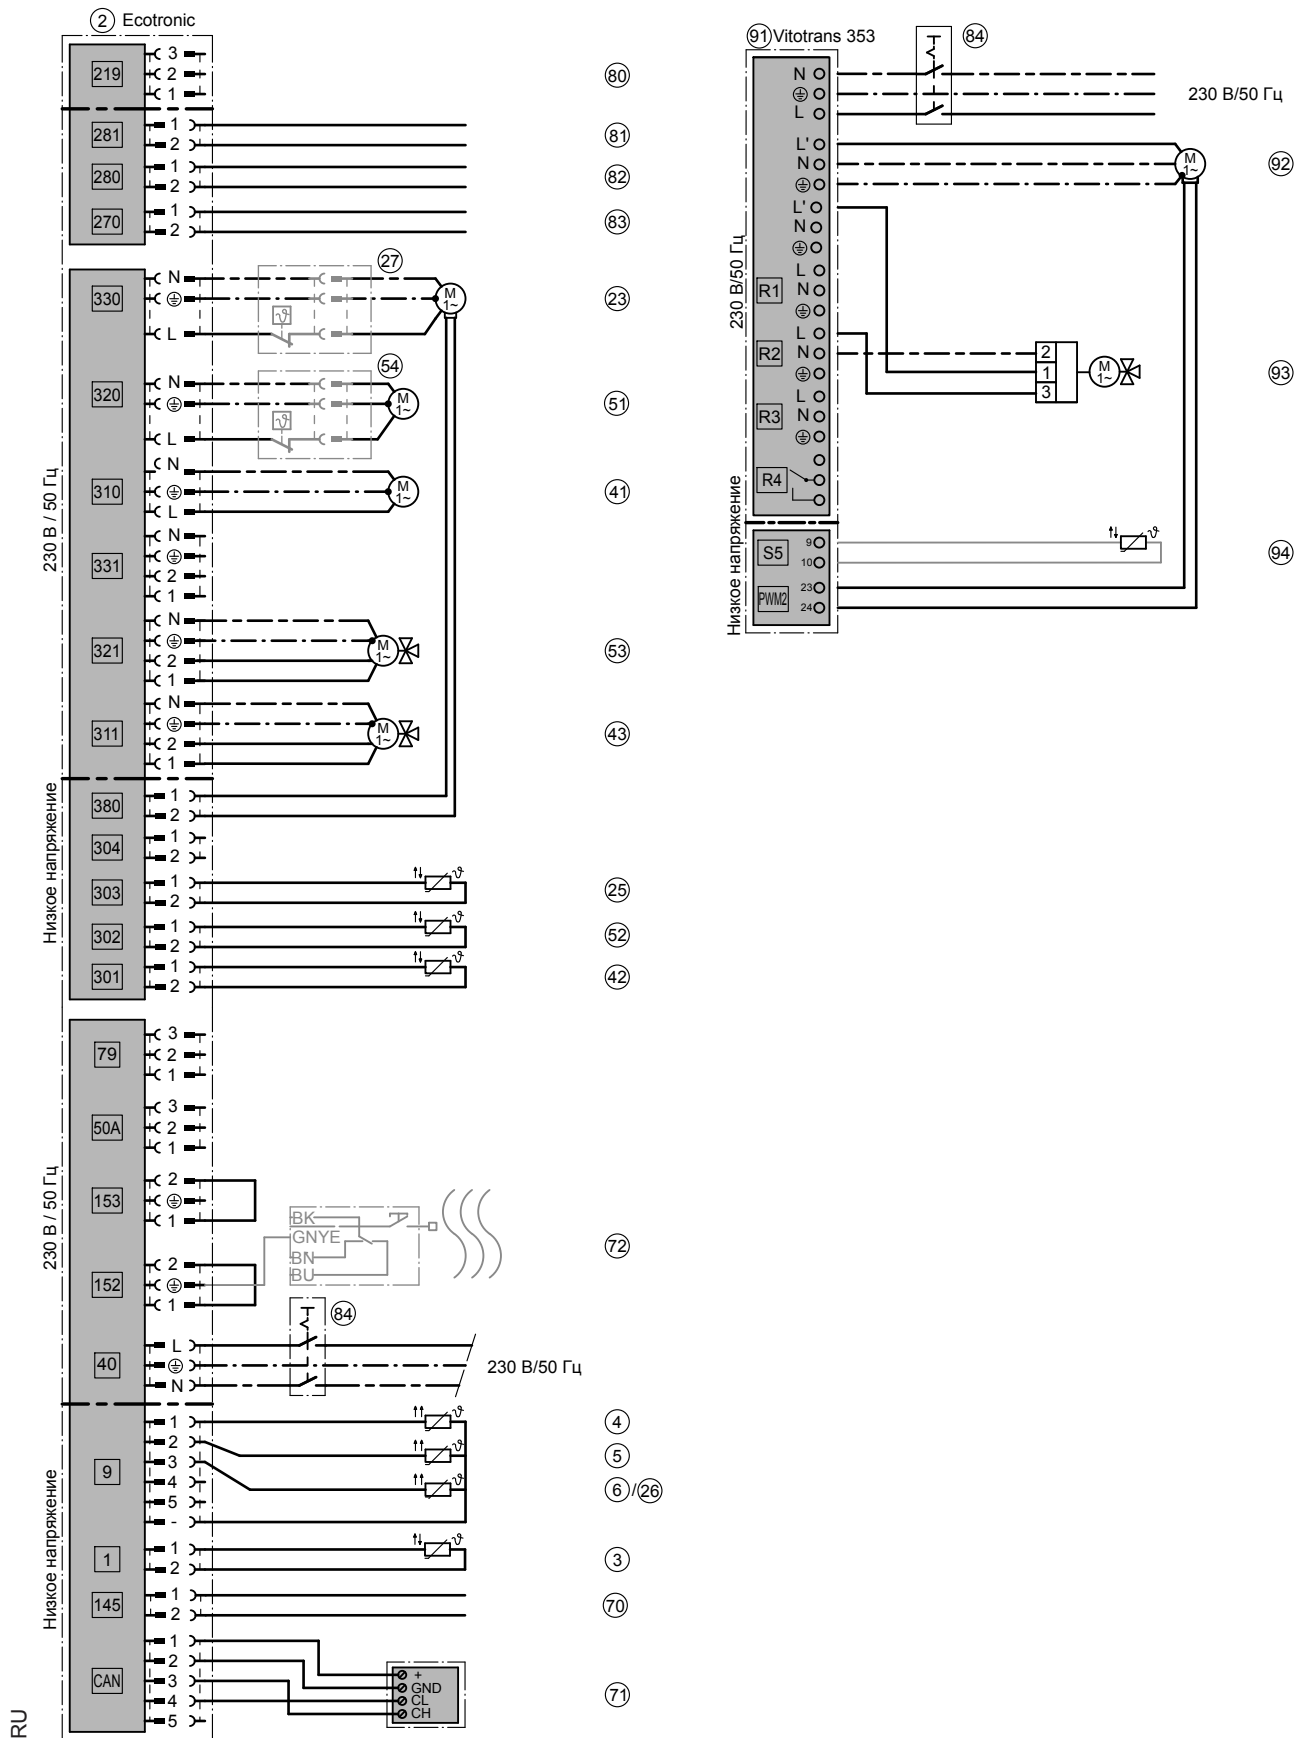 2 Ecotronic
219
3
2
1
80
281
1
2
81
280
1
2
82
270
1
2
83
230 В / 50 Гц
330
N
L
27
ϑ
M
1~
23
320
N
L
54
ϑ
M
1~
51
310
N
L
M
1~
41
331
N
2
1
321
N
2
1
M
1~
53
311
N
2
1
M
1~
43
Низкое напряжение
380
1
2
304
1
2
303
1
2
ϑ
25
302
1
2
ϑ
52
301
1
2
ϑ
42
230 В / 50 Гц
79
3
2
1
50A
3
2
1
153
2
1
BK
GNYE
BN
BU
72
152
2
1
84
40
L
N
230 В/50 Гц
Низкое напряжение
9
1
2
3
4
5
-
ϑ
4
ϑ
5
ϑ
6/26
1
1
2
ϑ
3
145
1
2
70
CAN
1
2
3
4
5
+
GND
CL
CH
71
RU
91 Vitotrans 353
84
N
L
230 В/50 Гц
230 В/50 Гц
L'
N
M
1~
92
L'
N
R1
L
N
R2
L
N
2
1
3
M
1~
93
R3
L
N
R4
Низкое напряжение
S5
9
10
ϑ
94
PWM2
23
24